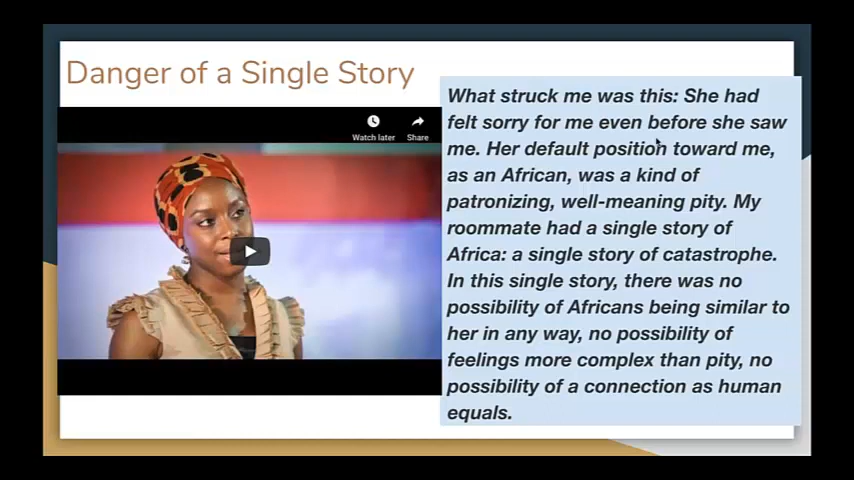 Danger of a Single Story
Watch later
Share
What struck me was this: She had
felt sorry for me even before she saw
me. Her default position toward me,
as an African, was a kind of
patronizing, well-meaning pity. My
roommate had a single story of
Africa: a single story of catastrophe.
In this single story, there was no
possibility of Africans being similar to
her in any way, no possibility of
feelings more complex than pity, no
possibility of a connection as human
equals.